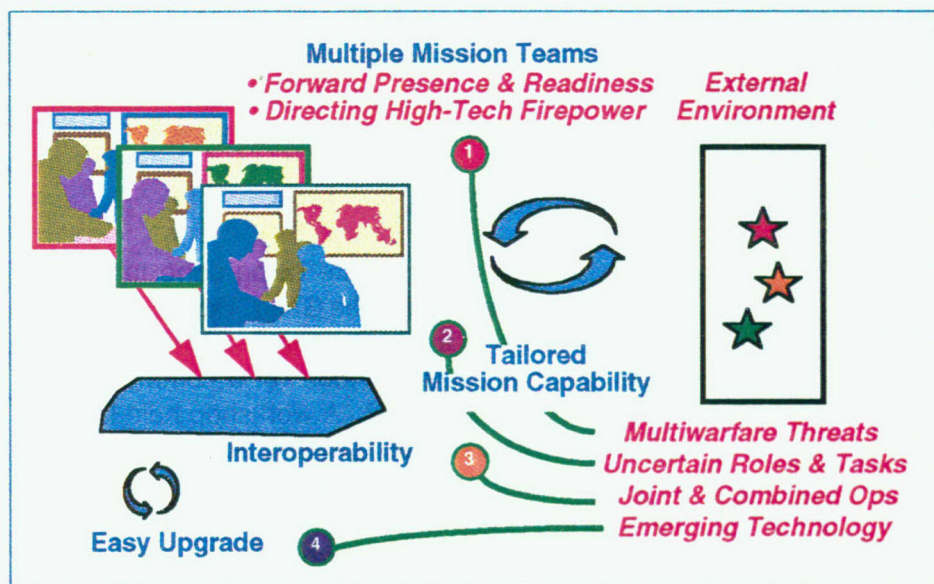 Multiple Mission Teams
• Forward Presence & Readiness
• Directing High-Tech Firepower
External
Environment
1
2
Tailored
Mission Capability
Interoperability
3
Multiwarfare Threats
Uncertain Roles & Tasks
Joint & Combined Ops
Emerging Technology
Easy Upgrade
4